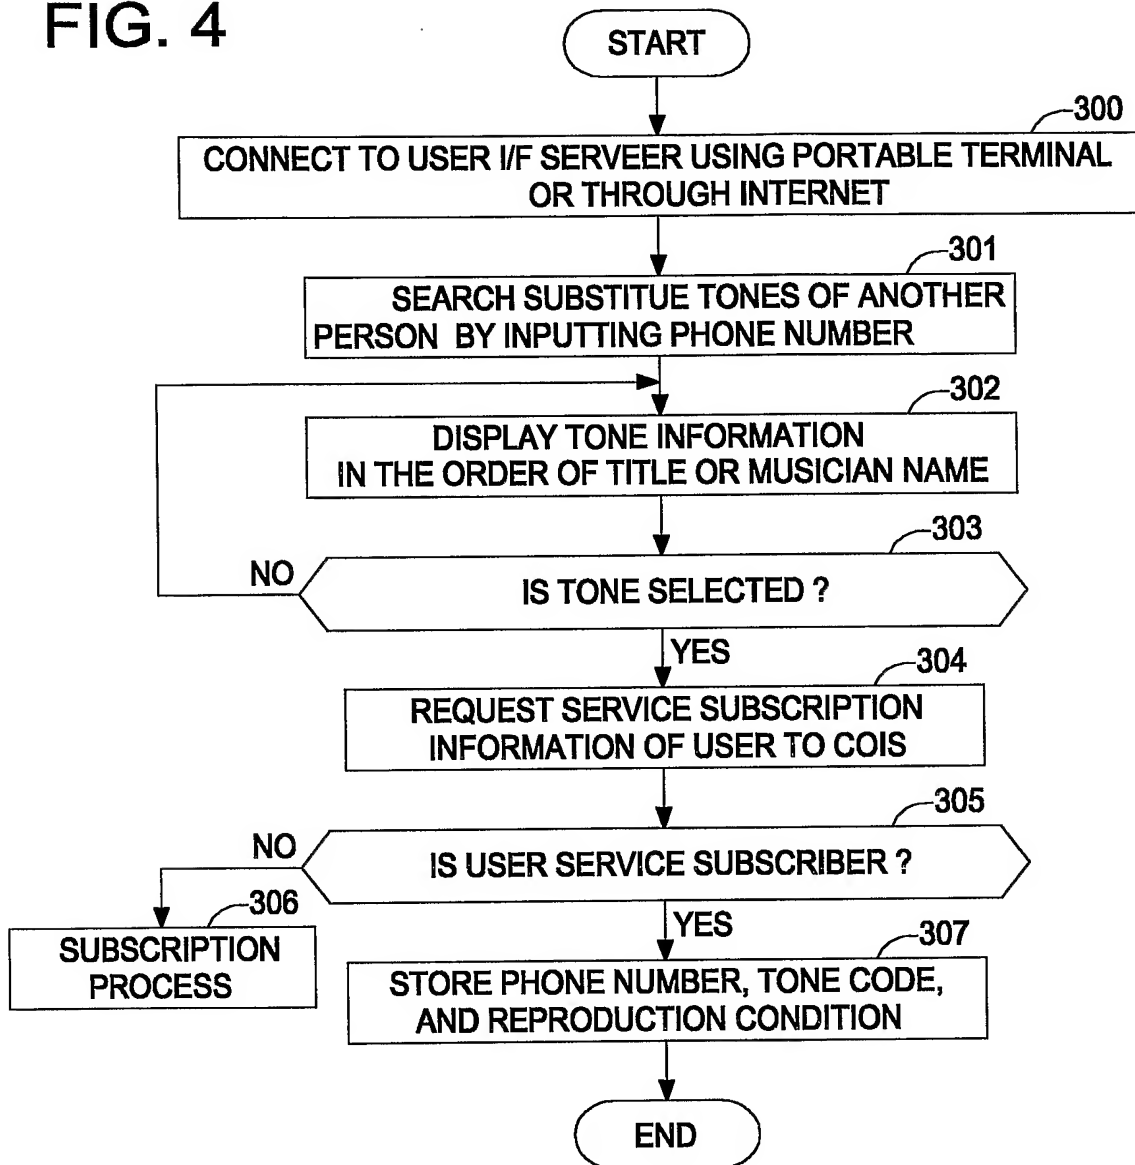 FIG. 4
START
300
CONNECT TO USER I/F SERVEER USING PORTABLE TERMINAL
OR THROUGH INTERNET
301
SEARCH SUBSTITUE TONES OF ANOTHER
PERSON BY INPUTTING PHONE NUMBER
302
DISPLAY TONE INFORMATION
IN THE ORDER OF TITLE OR MUSICIAN NAME
303
NO
IS TONE SELECTED ?
YES
304
REQUEST SERVICE SUBSCRIPTION
INFORMATION OF USER TO COIS
305
NO
IS USER SERVICE SUBSCRIBER ?
306
YES
SUBSCRIPTION
PROCESS
307
STORE PHONE NUMBER, TONE CODE,
AND REPRODUCTION CONDITION
END